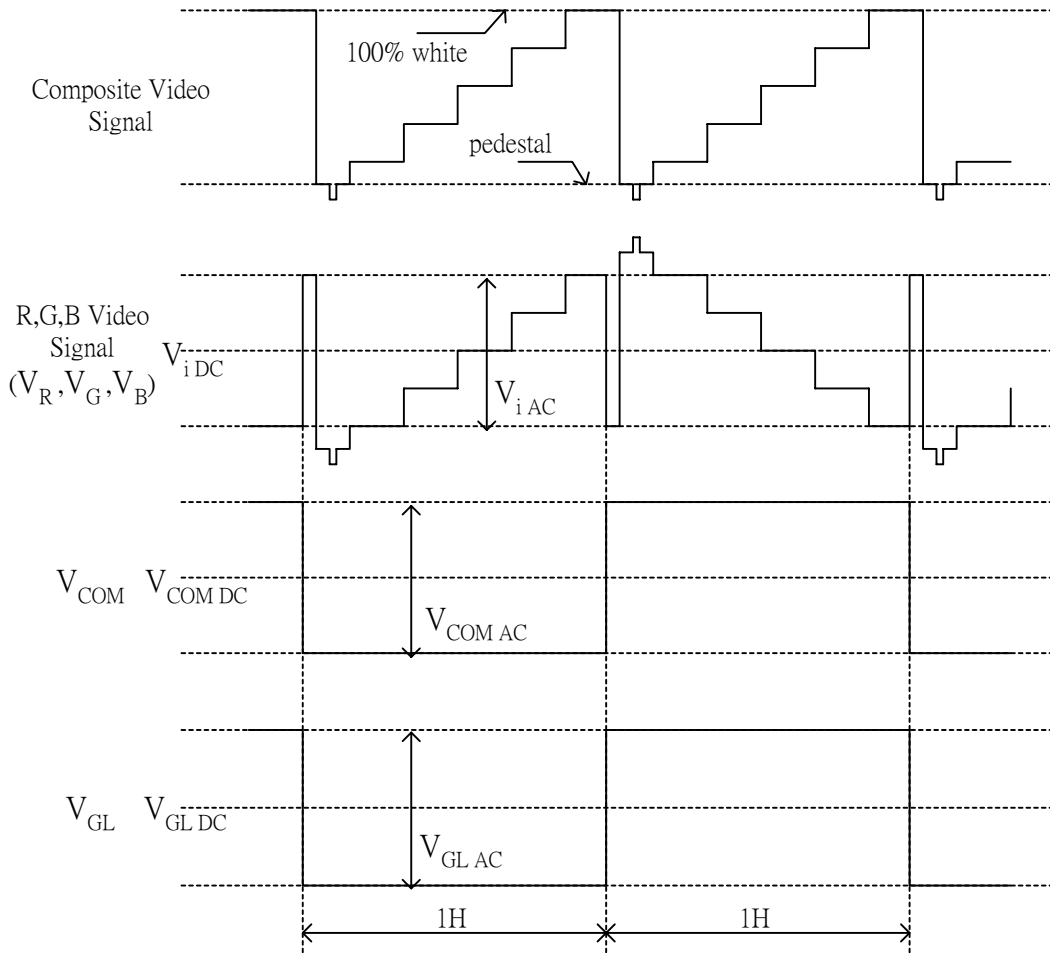 100% white
Composite Video
Signal
pedestal
R,G,B Video
Signal
(V_R ,V_G ,V_B)
V_i DC
V_i AC
V_COM V_COM DC
V_COM AC
V_GL V_GL DC
V_GL AC
1H 1H